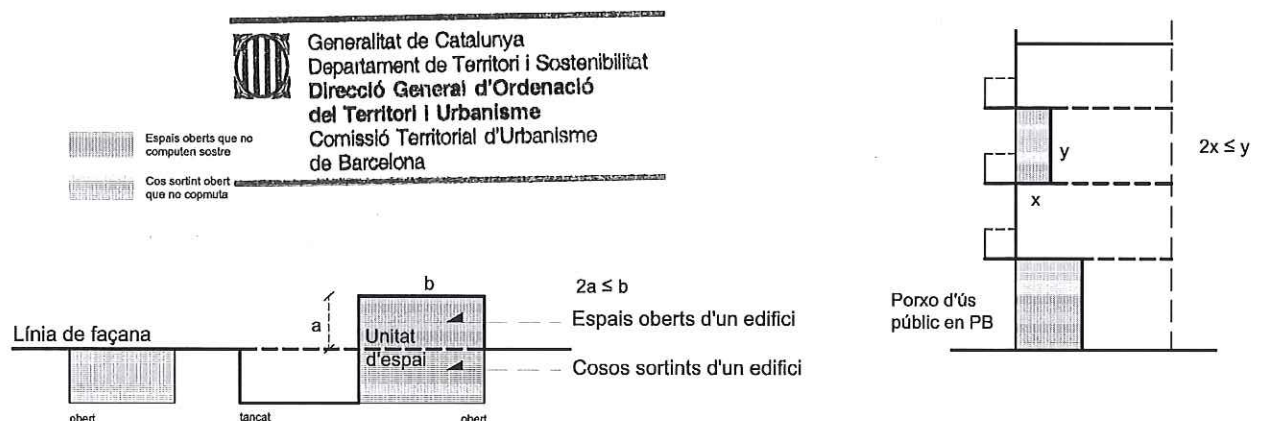 Generalitat de Catalunya
Departament de Territori i Sostenibilitat
Direcció General d'Ordenació
del Territori i Urbanisme
Comissió Territorial d'Urbanisme
de Barcelona
Espais oberts que no
computen sostre
Cos sortint obert
que no copmuta
b
2a ≤ b
a
Espais oberts d'un edifici
Línia de façana
Unitat
d'espai
Cosos sortints d'un edifici
obert
tancat
obert
y
2x ≤ y
x
Porxo d'ús
públic en PB